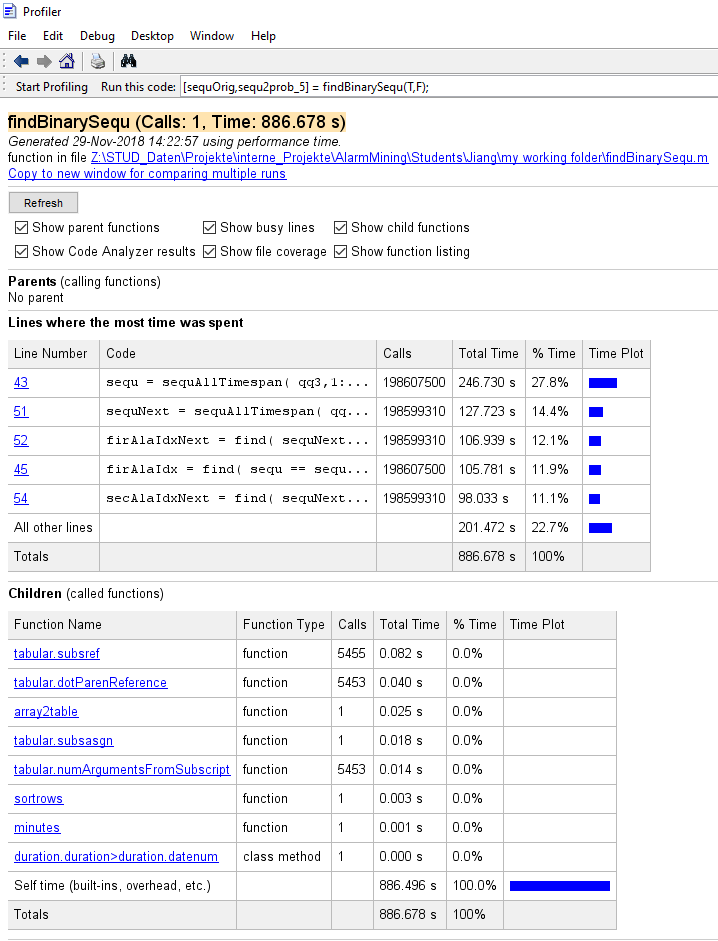 Profiler
File Edit Debug Desktop Window Help
Start Profiling Run this code: [sequOrig,sequ2prob_5] = findBinarySequ(T,F);
findBinarySequ (Calls: 1, Time: 886.678 s)
Generated 29-Nov-2018 14:22:57 using performance time.
function in file Z:\STUD_Daten\Projekte\interne_Projekte\AlarmMining\Students\Jiang\my working folder\findBinarySequ.m
Copy to new window for comparing multiple runs
Refresh
Show parent functions Show busy lines Show child functions
Show Code Analyzer results Show file coverage Show function listing
Parents (calling functions)
No parent
Lines where the most time was spent
Line Number Code Calls Total Time % Time Time Plot
43 sequ = sequAllTimespan( qq3,1:... 198607500 246.730 s 27.8%
51 sequNext = sequAllTimespan( qq... 198599310 127.723 s 14.4%
52 firAlaIdxNext = find( sequNext... 198599310 106.939 s 12.1%
45 firAlaIdx = find( sequ == sequ... 198607500 105.781 s 11.9%
54 secAlaIdxNext = find( sequNext... 198599310 98.033 s 11.1%
All other lines 201.472 s 22.7%
Totals 886.678 s 100%
Children (called functions)
Function Name Function Type Calls Total Time % Time Time Plot
tabular.subsref function 5455 0.082 s 0.0%
tabular.dotParenReference function 5453 0.040 s 0.0%
array2table function 1 0.025 s 0.0%
tabular.subsasgn function 1 0.018 s 0.0%
tabular.numArgumentsFromSubscript function 5453 0.014 s 0.0%
sortrows function 1 0.003 s 0.0%
minutes function 1 0.001 s 0.0%
duration.duration>duration.datenum class method 1 0.000 s 0.0%
Self time (built-ins, overhead, etc.) 886.496 s 100.0%
Totals 886.678 s 100%